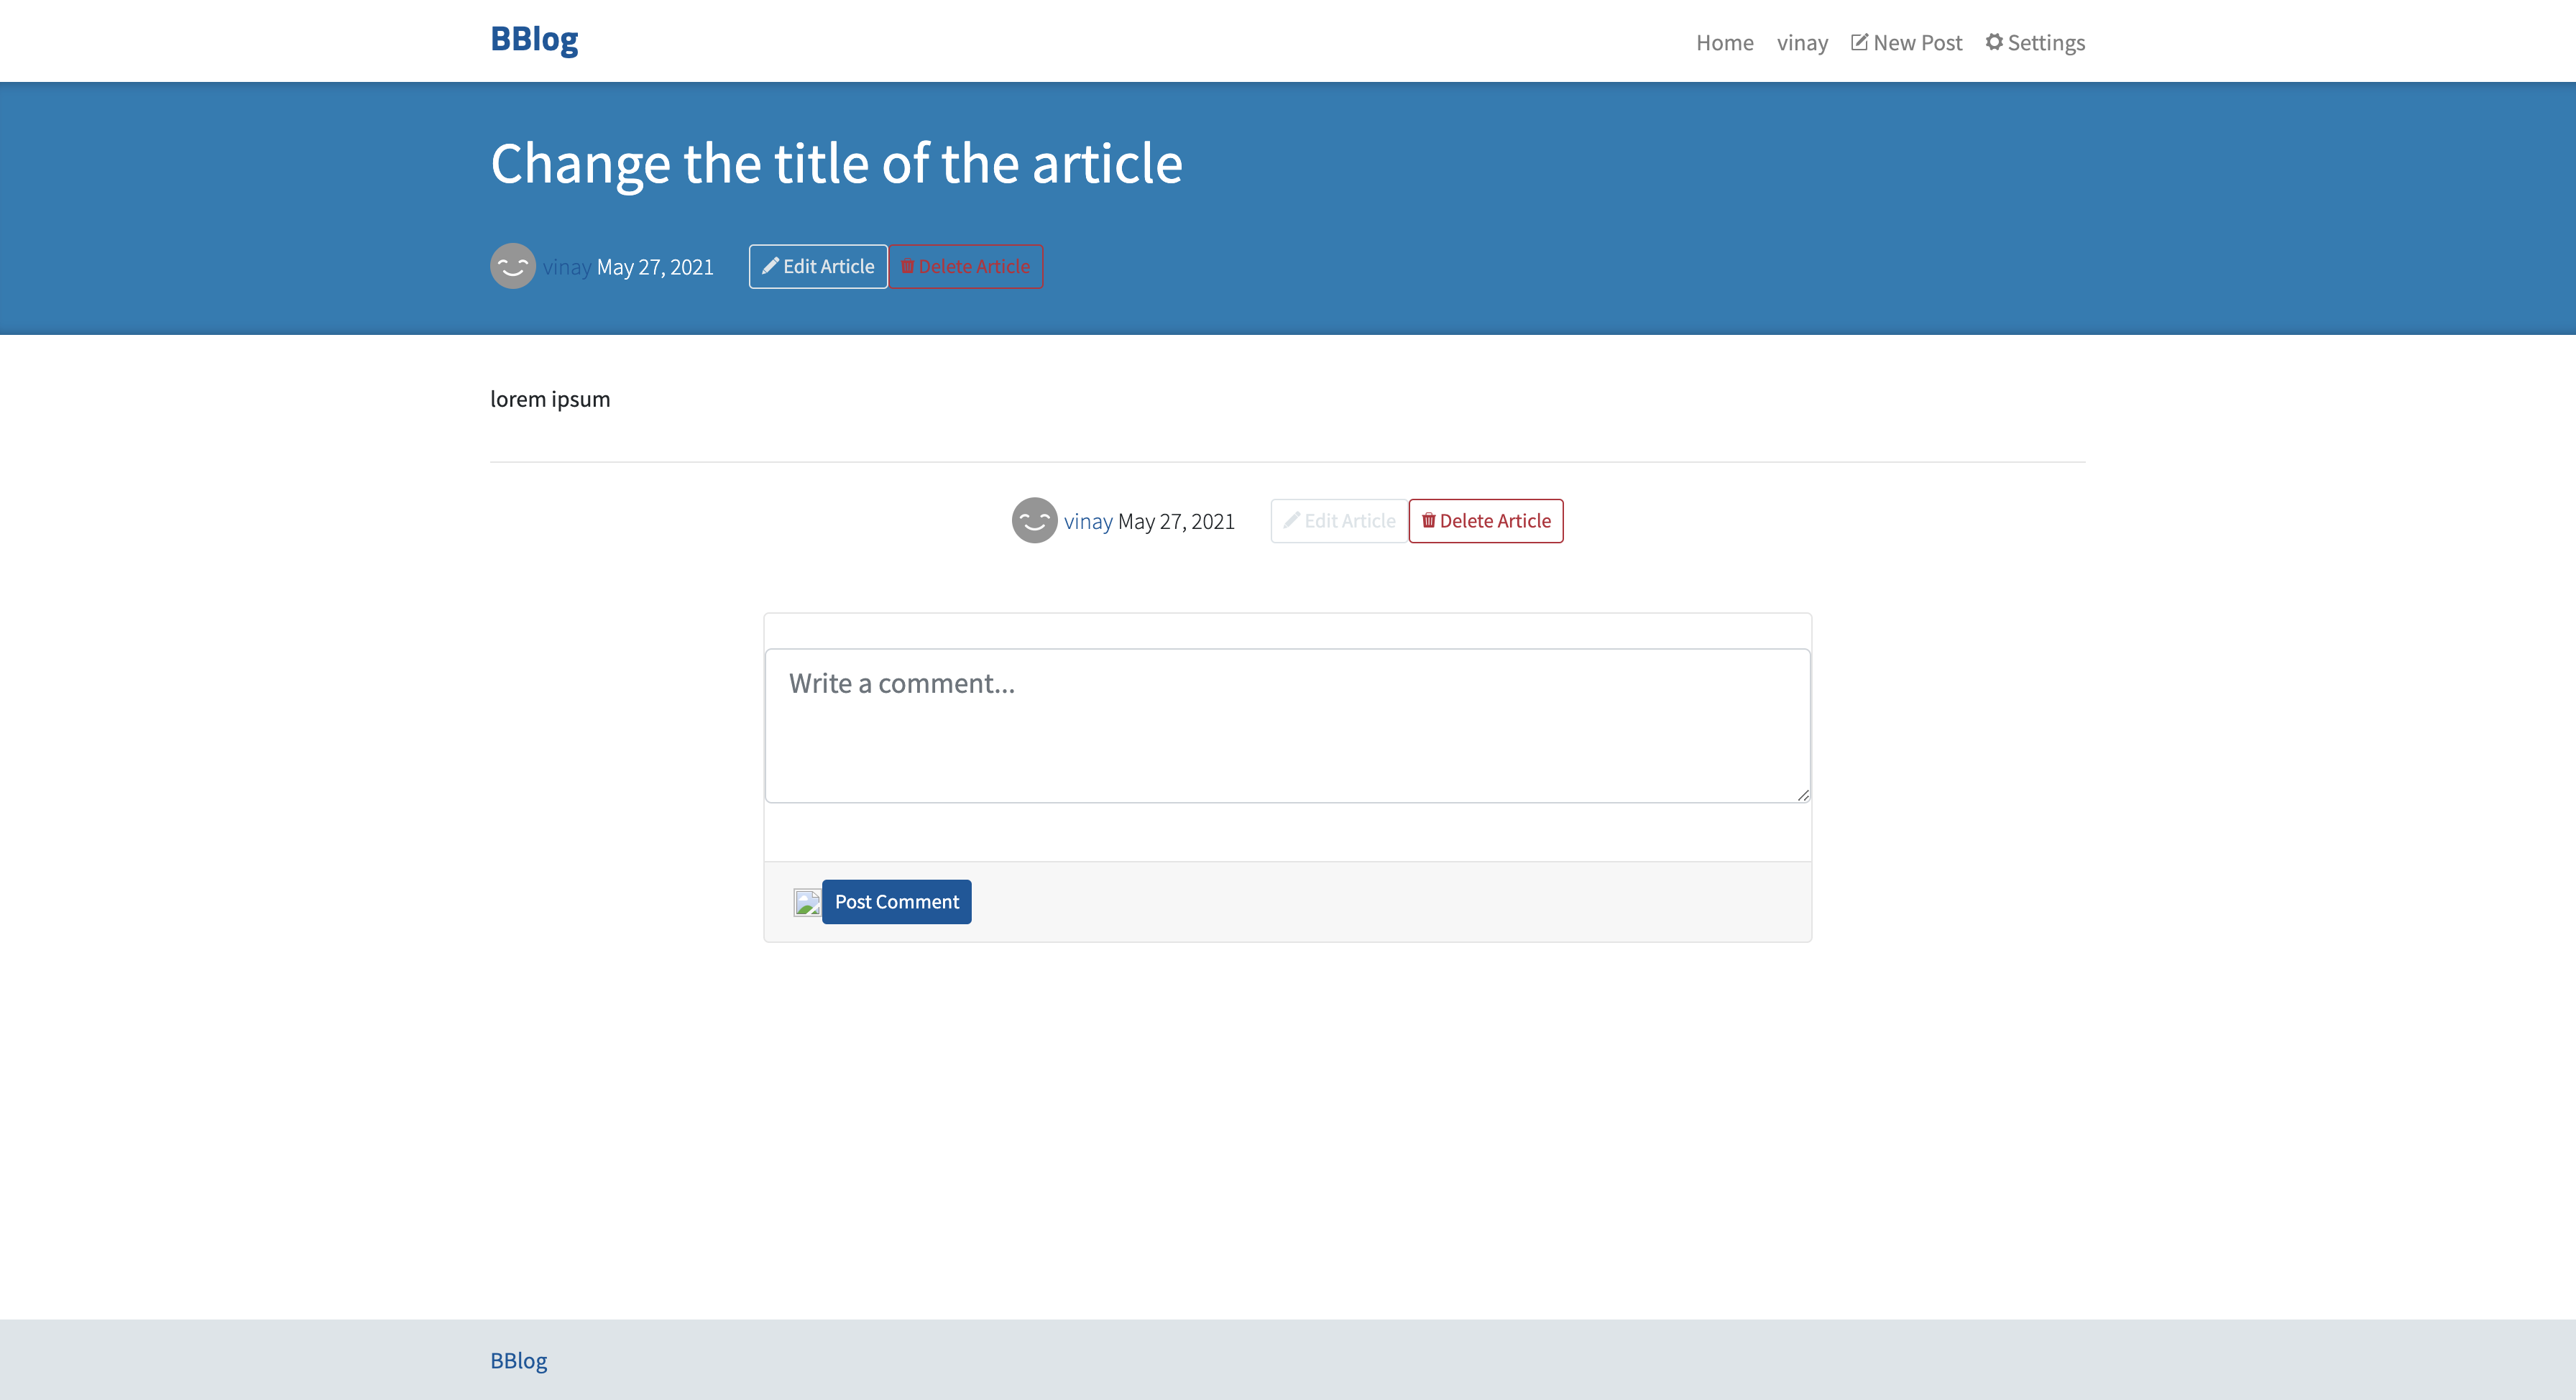 BBlog
Home vinay New Post Settings
Change the title of the article
vinay May 27, 2021 Edit Article Delete Article
lorem ipsum
vinay May 27, 2021 Edit Article Delete Article
Write a comment...
Post Comment
BBlog